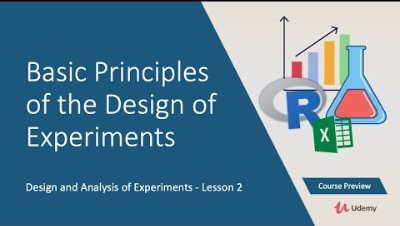 Basic Principles
of the Design of
Experiments
Design and Analysis of Experiments - Lesson 2
R
X
Course Preview
Udemy